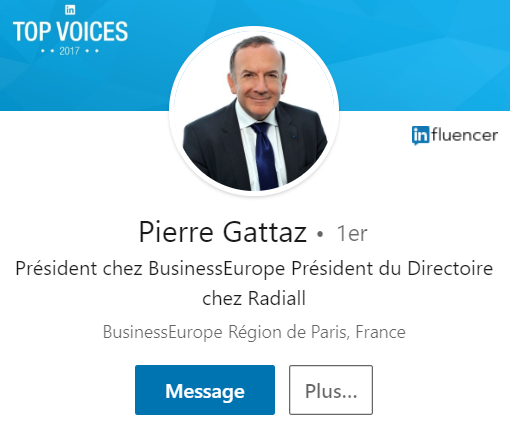 in
TOP VOICES
•• 2017 ••
influencer
Pierre Gattaz • 1er
Président chez BusinessEurope Président du Directoire
chez Radiall
BusinessEurope Région de Paris, France
Message
Plus...